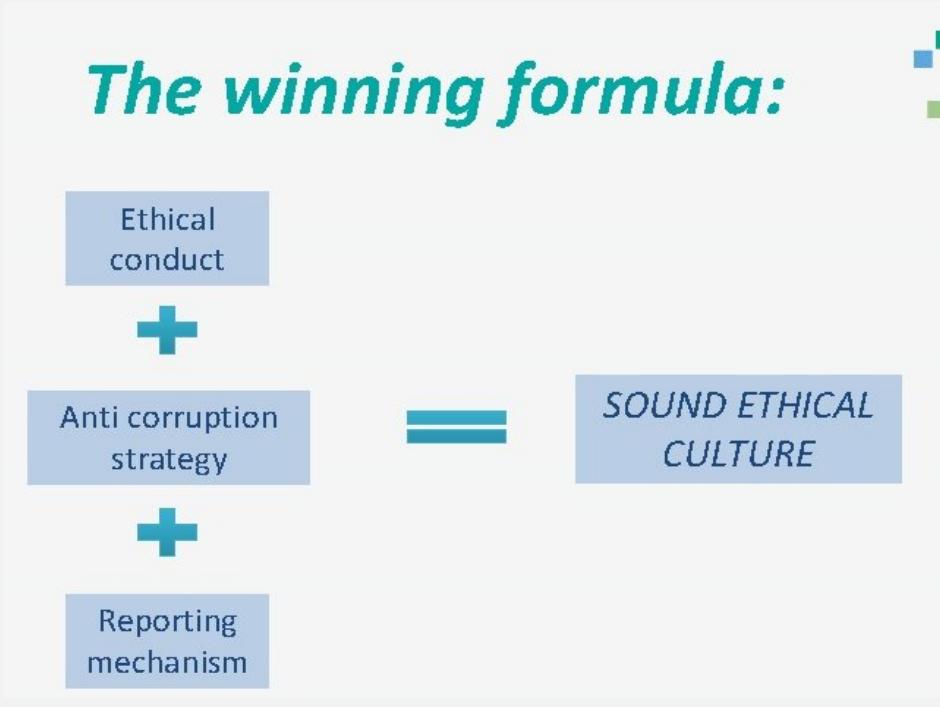 The winning formula:
Ethical
conduct
Anti corruption
strategy
Reporting
mechanism
SOUND ETHICAL
CULTURE